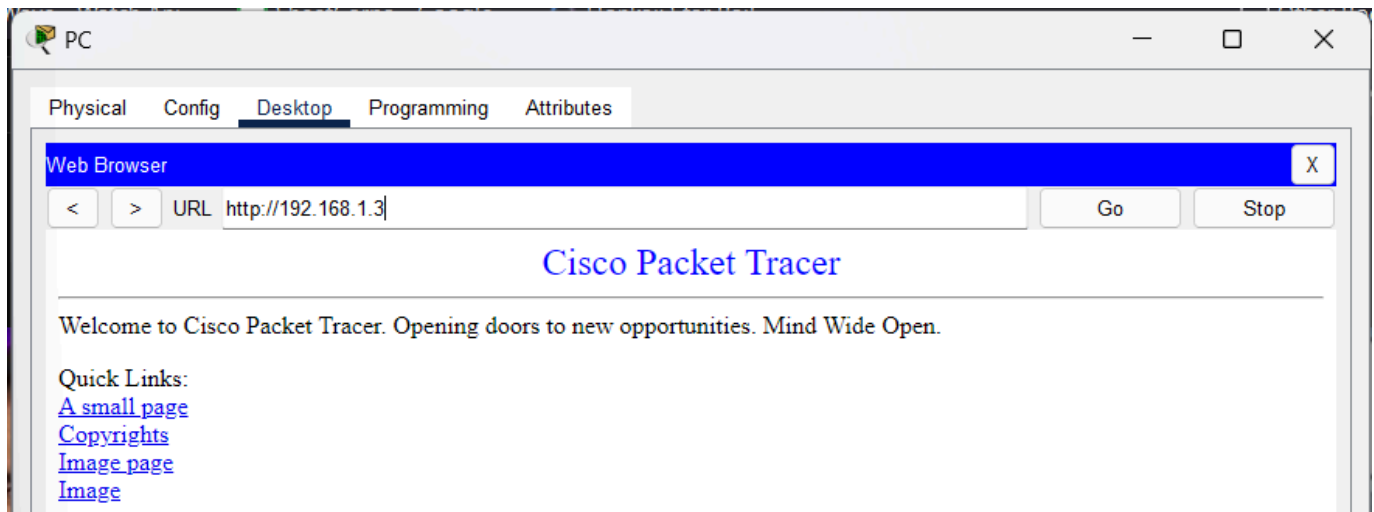 PC
Physical Config Desktop Programming Attributes
Web Browser X
< > URL http://192.168.1.3 Go Stop
Cisco Packet Tracer
Welcome to Cisco Packet Tracer. Opening doors to new opportunities. Mind Wide Open.
Quick Links:
A small page
Copyrights
Image page
Image